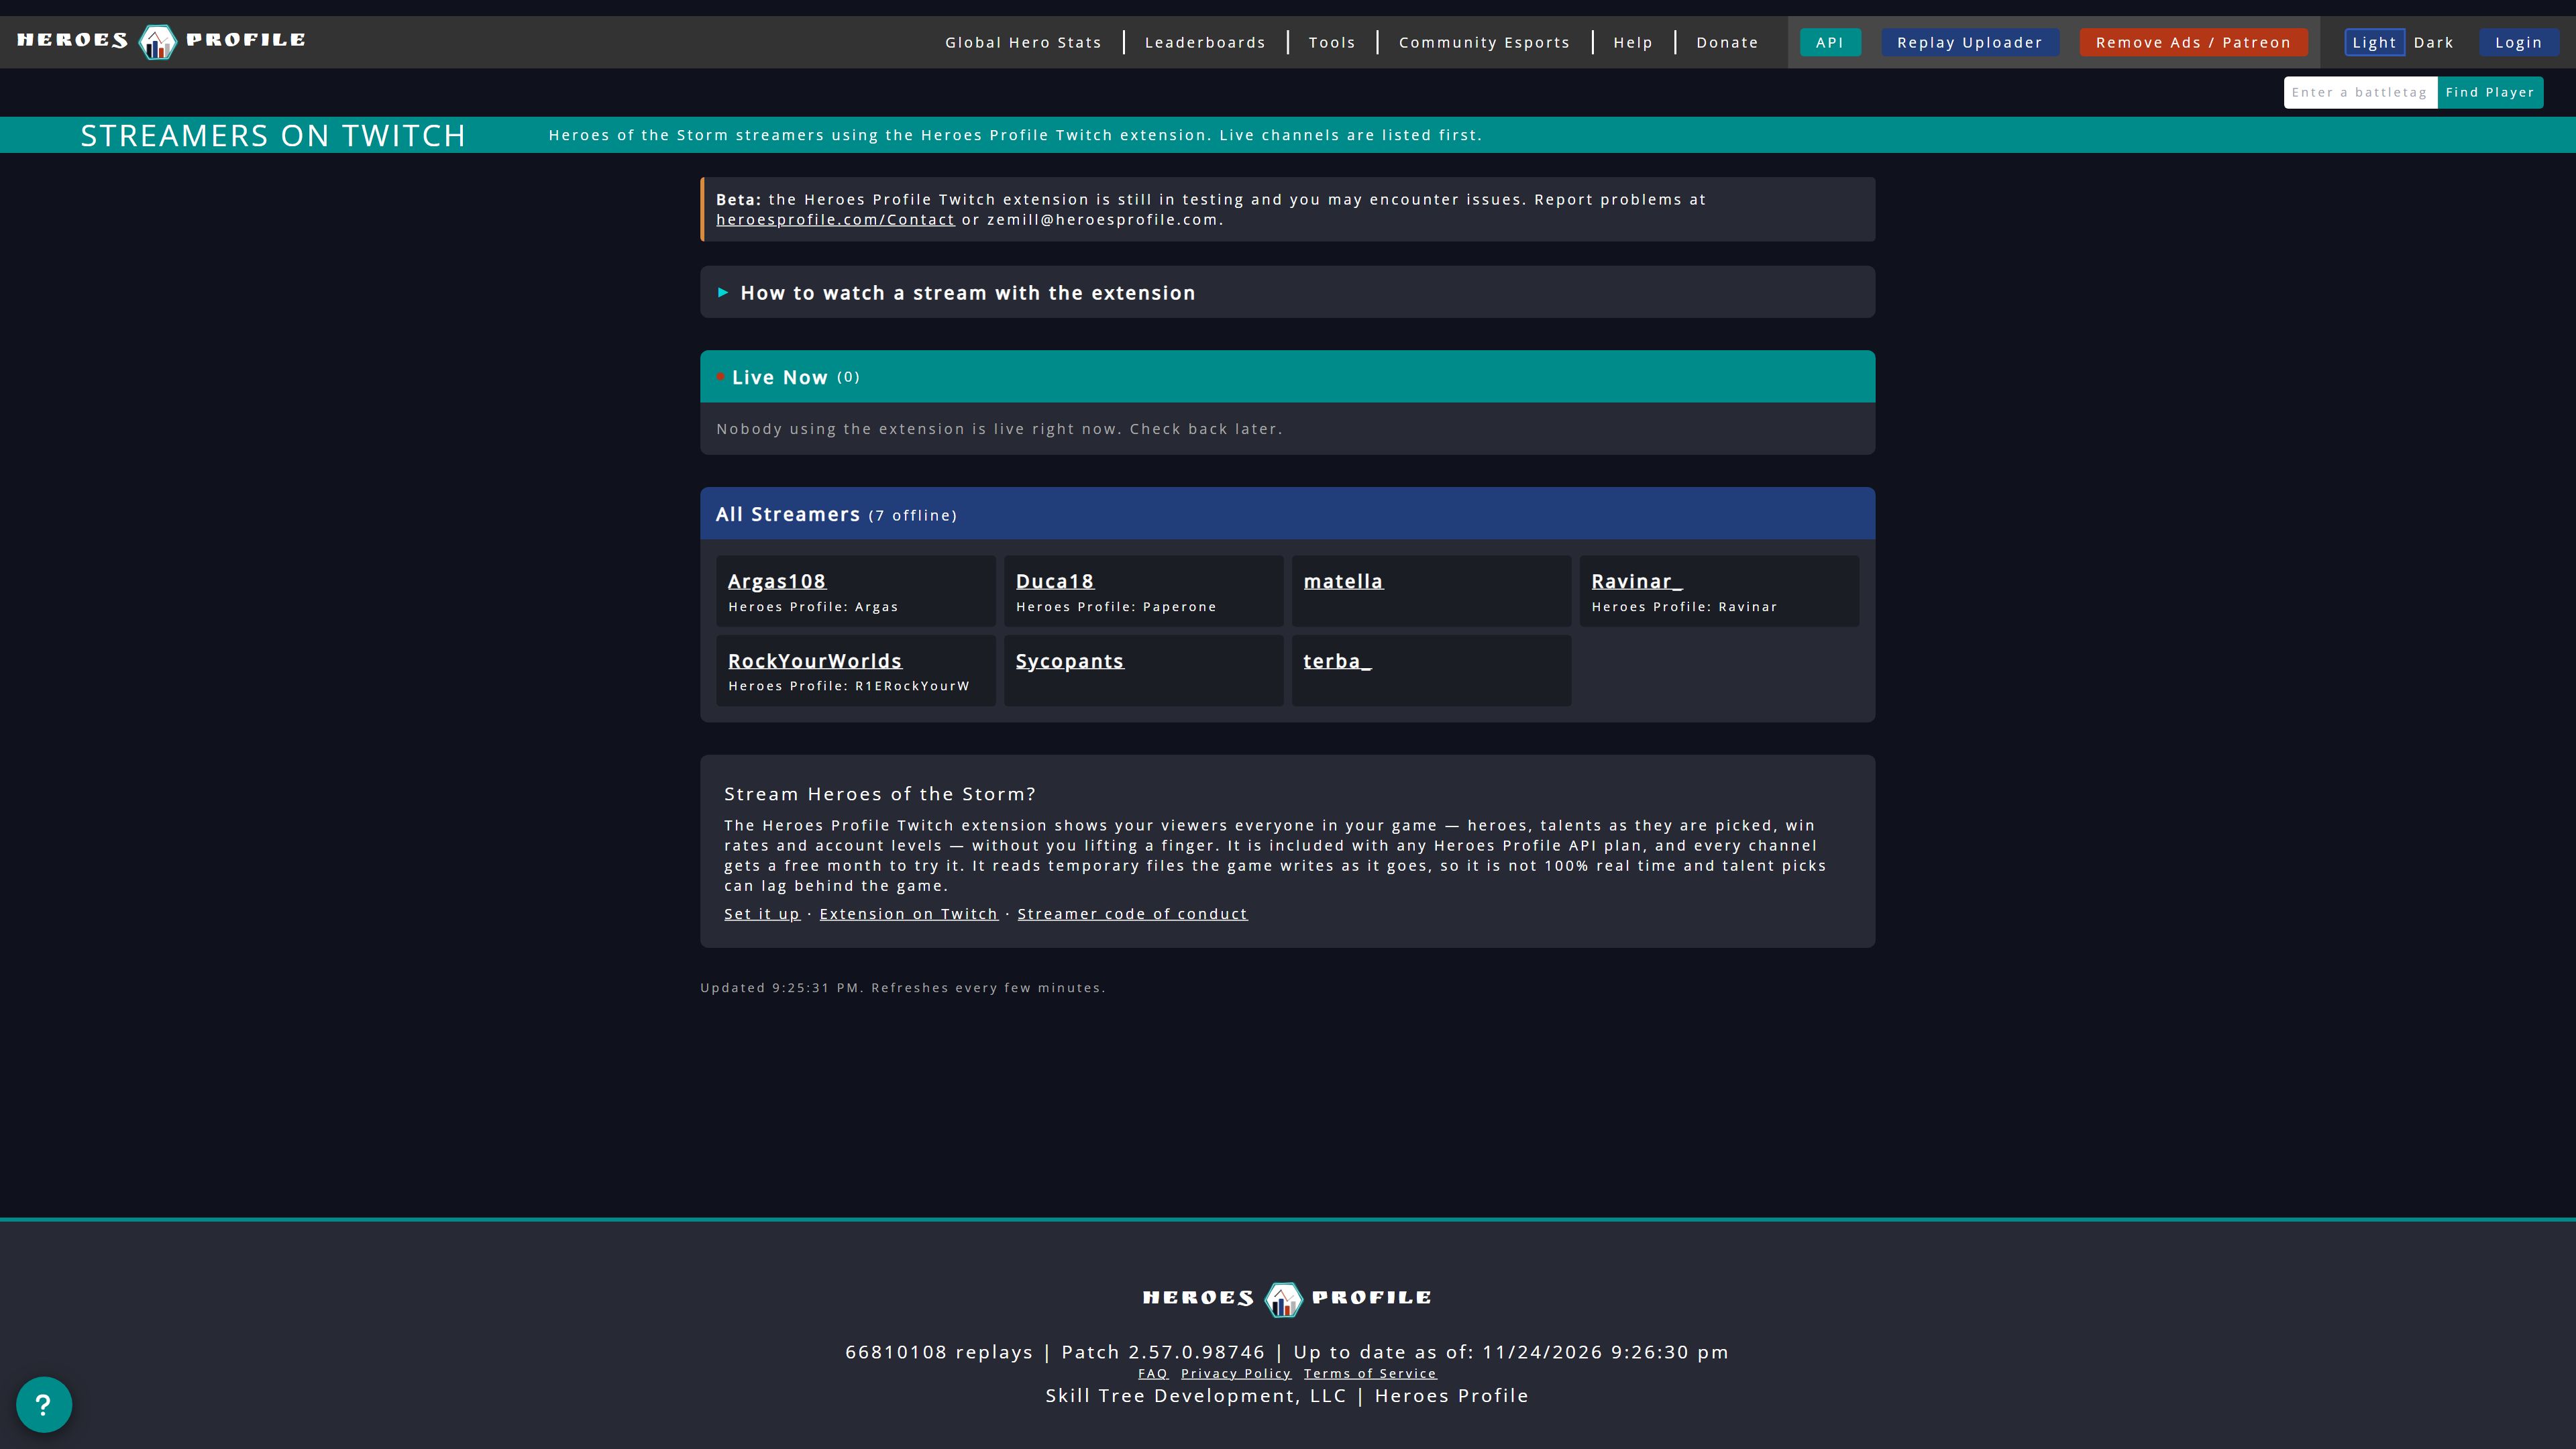 HEROES PROFILE
Global Hero Stats
Leaderboards
Tools
Community Esports
Help
Donate
API
Replay Uploader
Remove Ads / Patreon
Light
Dark
Login
Enter a battletag
Find Player
STREAMERS ON TWITCH
Heroes of the Storm streamers using the Heroes Profile Twitch extension. Live channels are listed first.
Beta: the Heroes Profile Twitch extension is still in testing and you may encounter issues. Report problems at
heroesprofile.com/Contact or zemill@heroesprofile.com.
▶ How to watch a stream with the extension
Live Now (0)
Nobody using the extension is live right now. Check back later.
All Streamers (7 offline)
Argas108
Heroes Profile: Argas
Duca18
Heroes Profile: Paperone
matella
Ravinar_
Heroes Profile: Ravinar
RockYourWorlds
Heroes Profile: R1ERockYourW
Sycopants
terba_
Stream Heroes of the Storm?
The Heroes Profile Twitch extension shows your viewers everyone in your game — heroes, talents as they are picked, win
rates and account levels — without you lifting a finger. It is included with any Heroes Profile API plan, and every channel
gets a free month to try it. It reads temporary files the game writes as it goes, so it is not 100% real time and talent picks
can lag behind the game.
Set it up · Extension on Twitch · Streamer code of conduct
Updated 9:25:31 PM. Refreshes every few minutes.
HEROES PROFILE
66810108 replays | Patch 2.57.0.98746 | Up to date as of: 11/24/2026 9:26:30 pm
FAQ Privacy Policy Terms of Service
Skill Tree Development, LLC | Heroes Profile
?